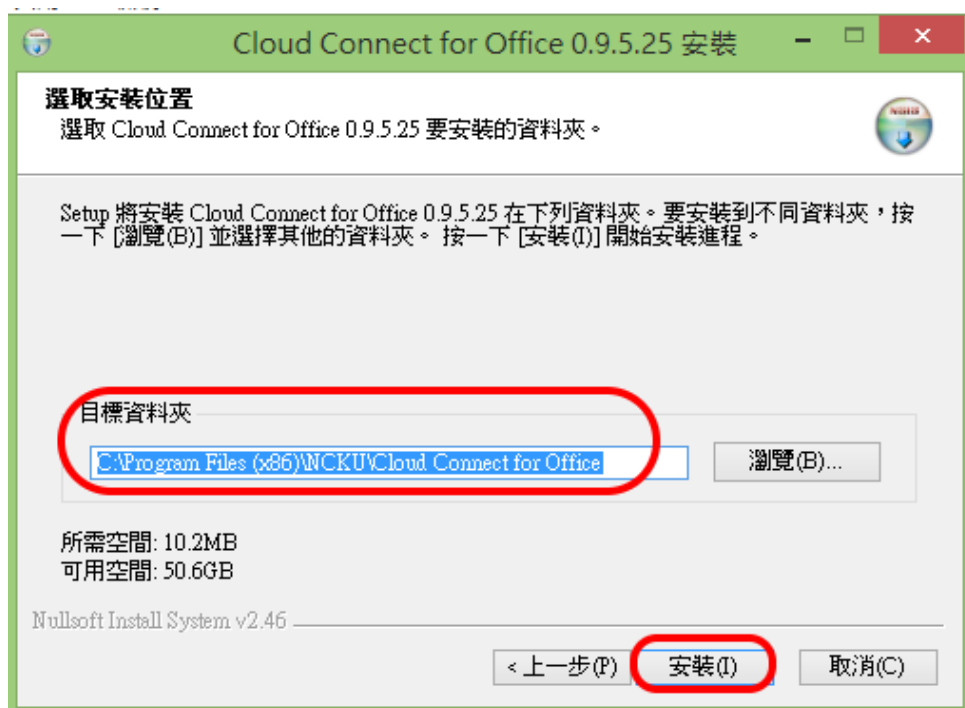 Cloud Connect for Office 0.9.5.25 安裝
選取安裝位置
選取 Cloud Connect for Office 0.9.5.25 要安裝的資料夾。
Setup 將安裝 Cloud Connect for Office 0.9.5.25 在下列資料夾。要安裝到不同資料夾，按
一下 [瀏覽(B)] 並選擇其他的資料夾。 按一下 [安裝(I)] 開始安裝進程。
目標資料夾
C:\Program Files (x86)\NCKU\Cloud Connect for Office
瀏覽(B)...
所需空間: 10.2MB
可用空間: 50.6GB
Nullsoft Install System v2.46
<上一步(P)
安裝(I)
取消(C)